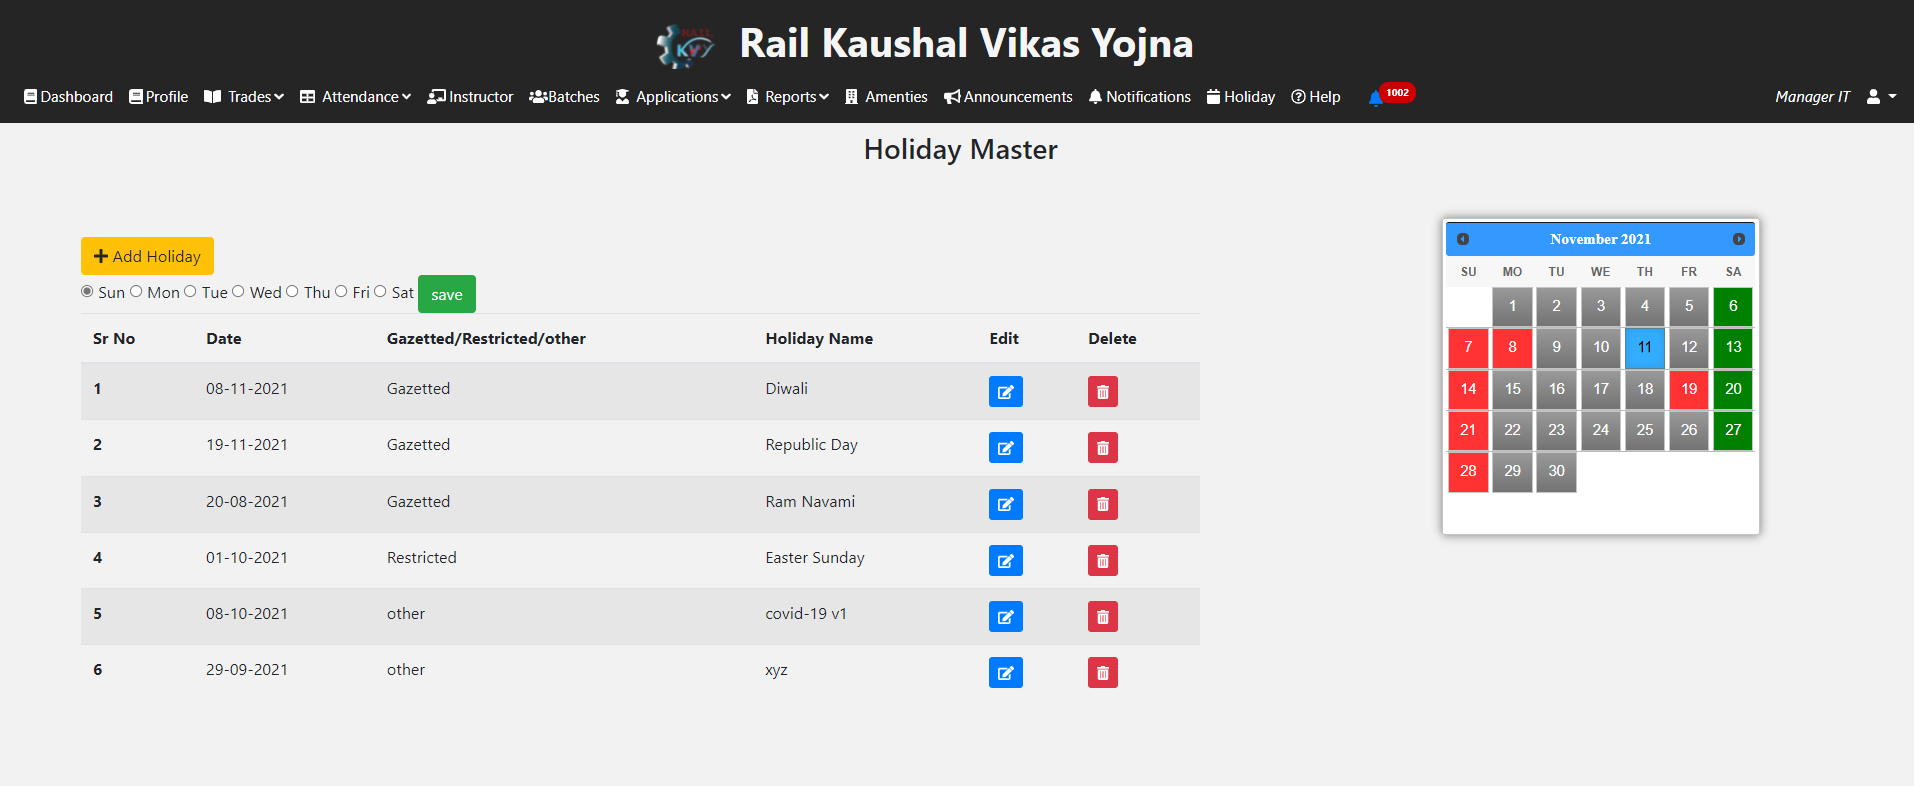 RAIL
KVY
Rail Kaushal Vikas Yojna
Dashboard Profile Trades Attendance Instructor Batches Applications Reports Amenties Announcements Notifications Holiday Help 1002 Manager IT
Holiday Master
Add Holiday
Sun Mon Tue Wed Thu Fri Sat save
Sr No Date Gazetted/Restricted/other Holiday Name Edit Delete
1 08-11-2021 Gazetted Diwali
2 19-11-2021 Gazetted Republic Day
3 20-08-2021 Gazetted Ram Navami
4 01-10-2021 Restricted Easter Sunday
5 08-10-2021 other covid-19 v1
6 29-09-2021 other xyz
November 2021
SU MO TU WE TH FR SA
1 2 3 4 5 6
7 8 9 10 11 12 13
14 15 16 17 18 19 20
21 22 23 24 25 26 27
28 29 30